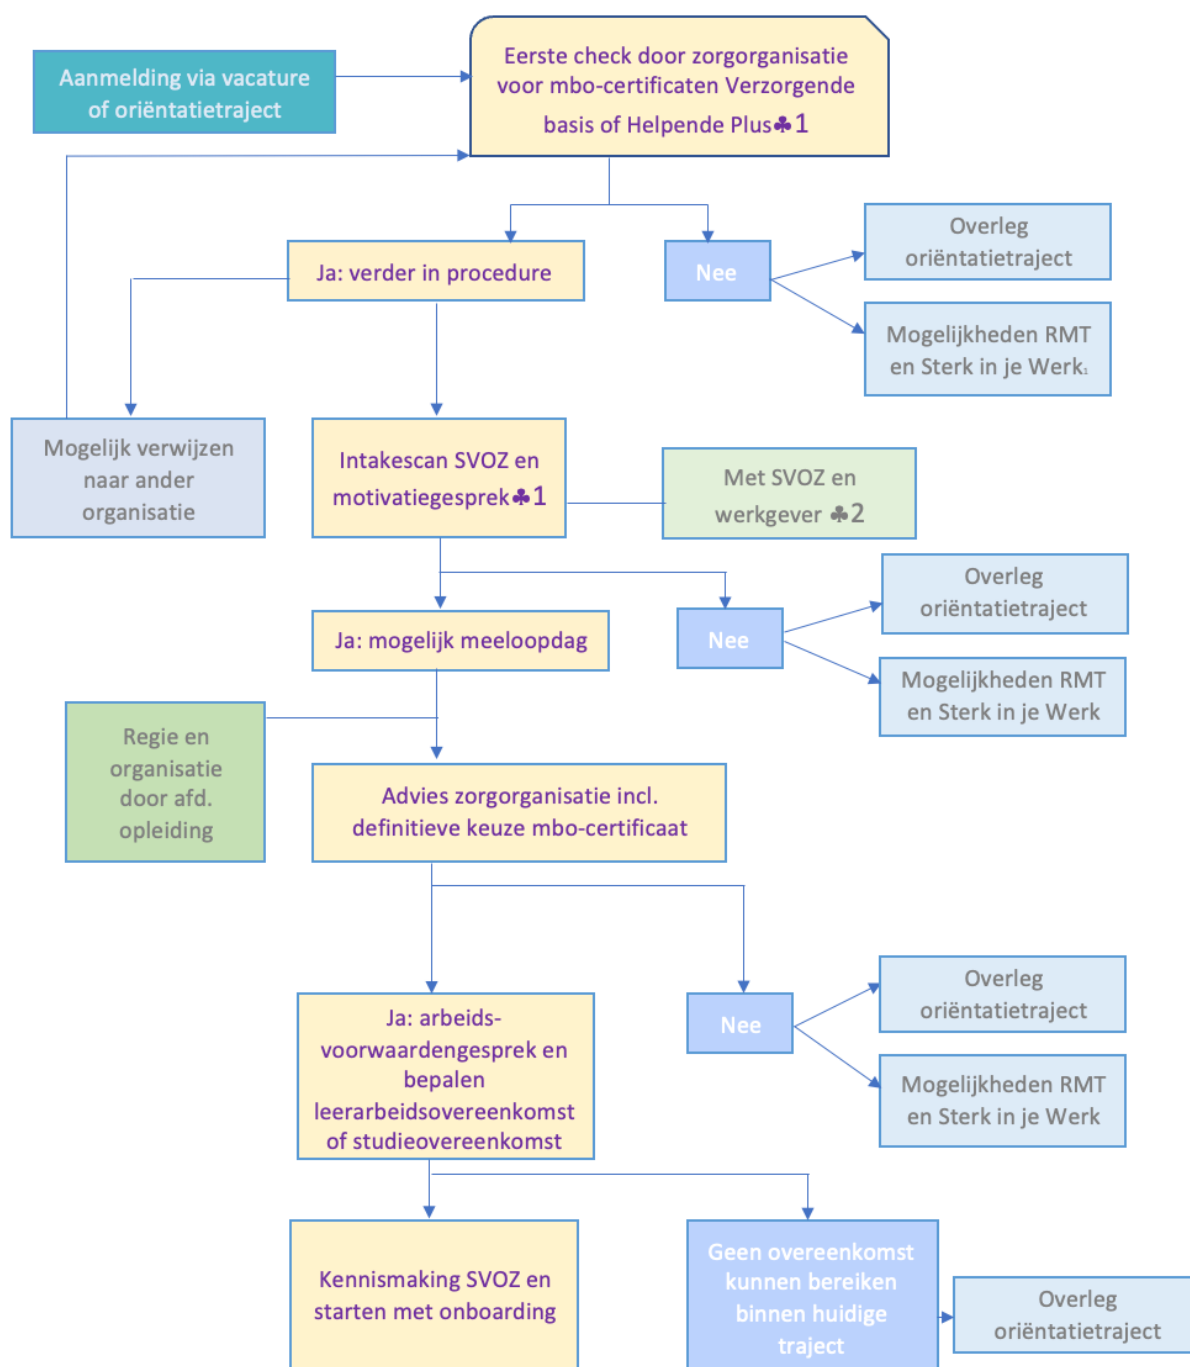 Aanmelding via vacature
of oriëntatietraject
Eerste check door zorgorganisatie
voor mbo-certificaten Verzorgende
basis of Helpende Plus♣1
Ja: verder in procedure
Nee
Overleg
oriëntatietraject
Mogelijkheden RMT
en Sterk in je Werk₁
Mogelijk verwijzen
naar ander
organisatie
Intakescan SVOZ en
motivatiegesprek♣1
Met SVOZ en
werkgever ♣2
Ja: mogelijk meeloopdag
Nee
Overleg
oriëntatietraject
Mogelijkheden RMT
en Sterk in je Werk
Regie en
organisatie
door afd.
opleiding
Advies zorgorganisatie incl.
definitieve keuze mbo-certificaat
Ja: arbeids-
voorwaardengesprek en
bepalen
leerarbeidsovereenkomst
of studieovereenkomst
Nee
Overleg
oriëntatietraject
Mogelijkheden RMT
en Sterk in je Werk
Kennismaking SVOZ en
starten met onboarding
Geen overeenkomst
kunnen bereiken
binnen huidige
traject
Overleg
oriëntatietraject